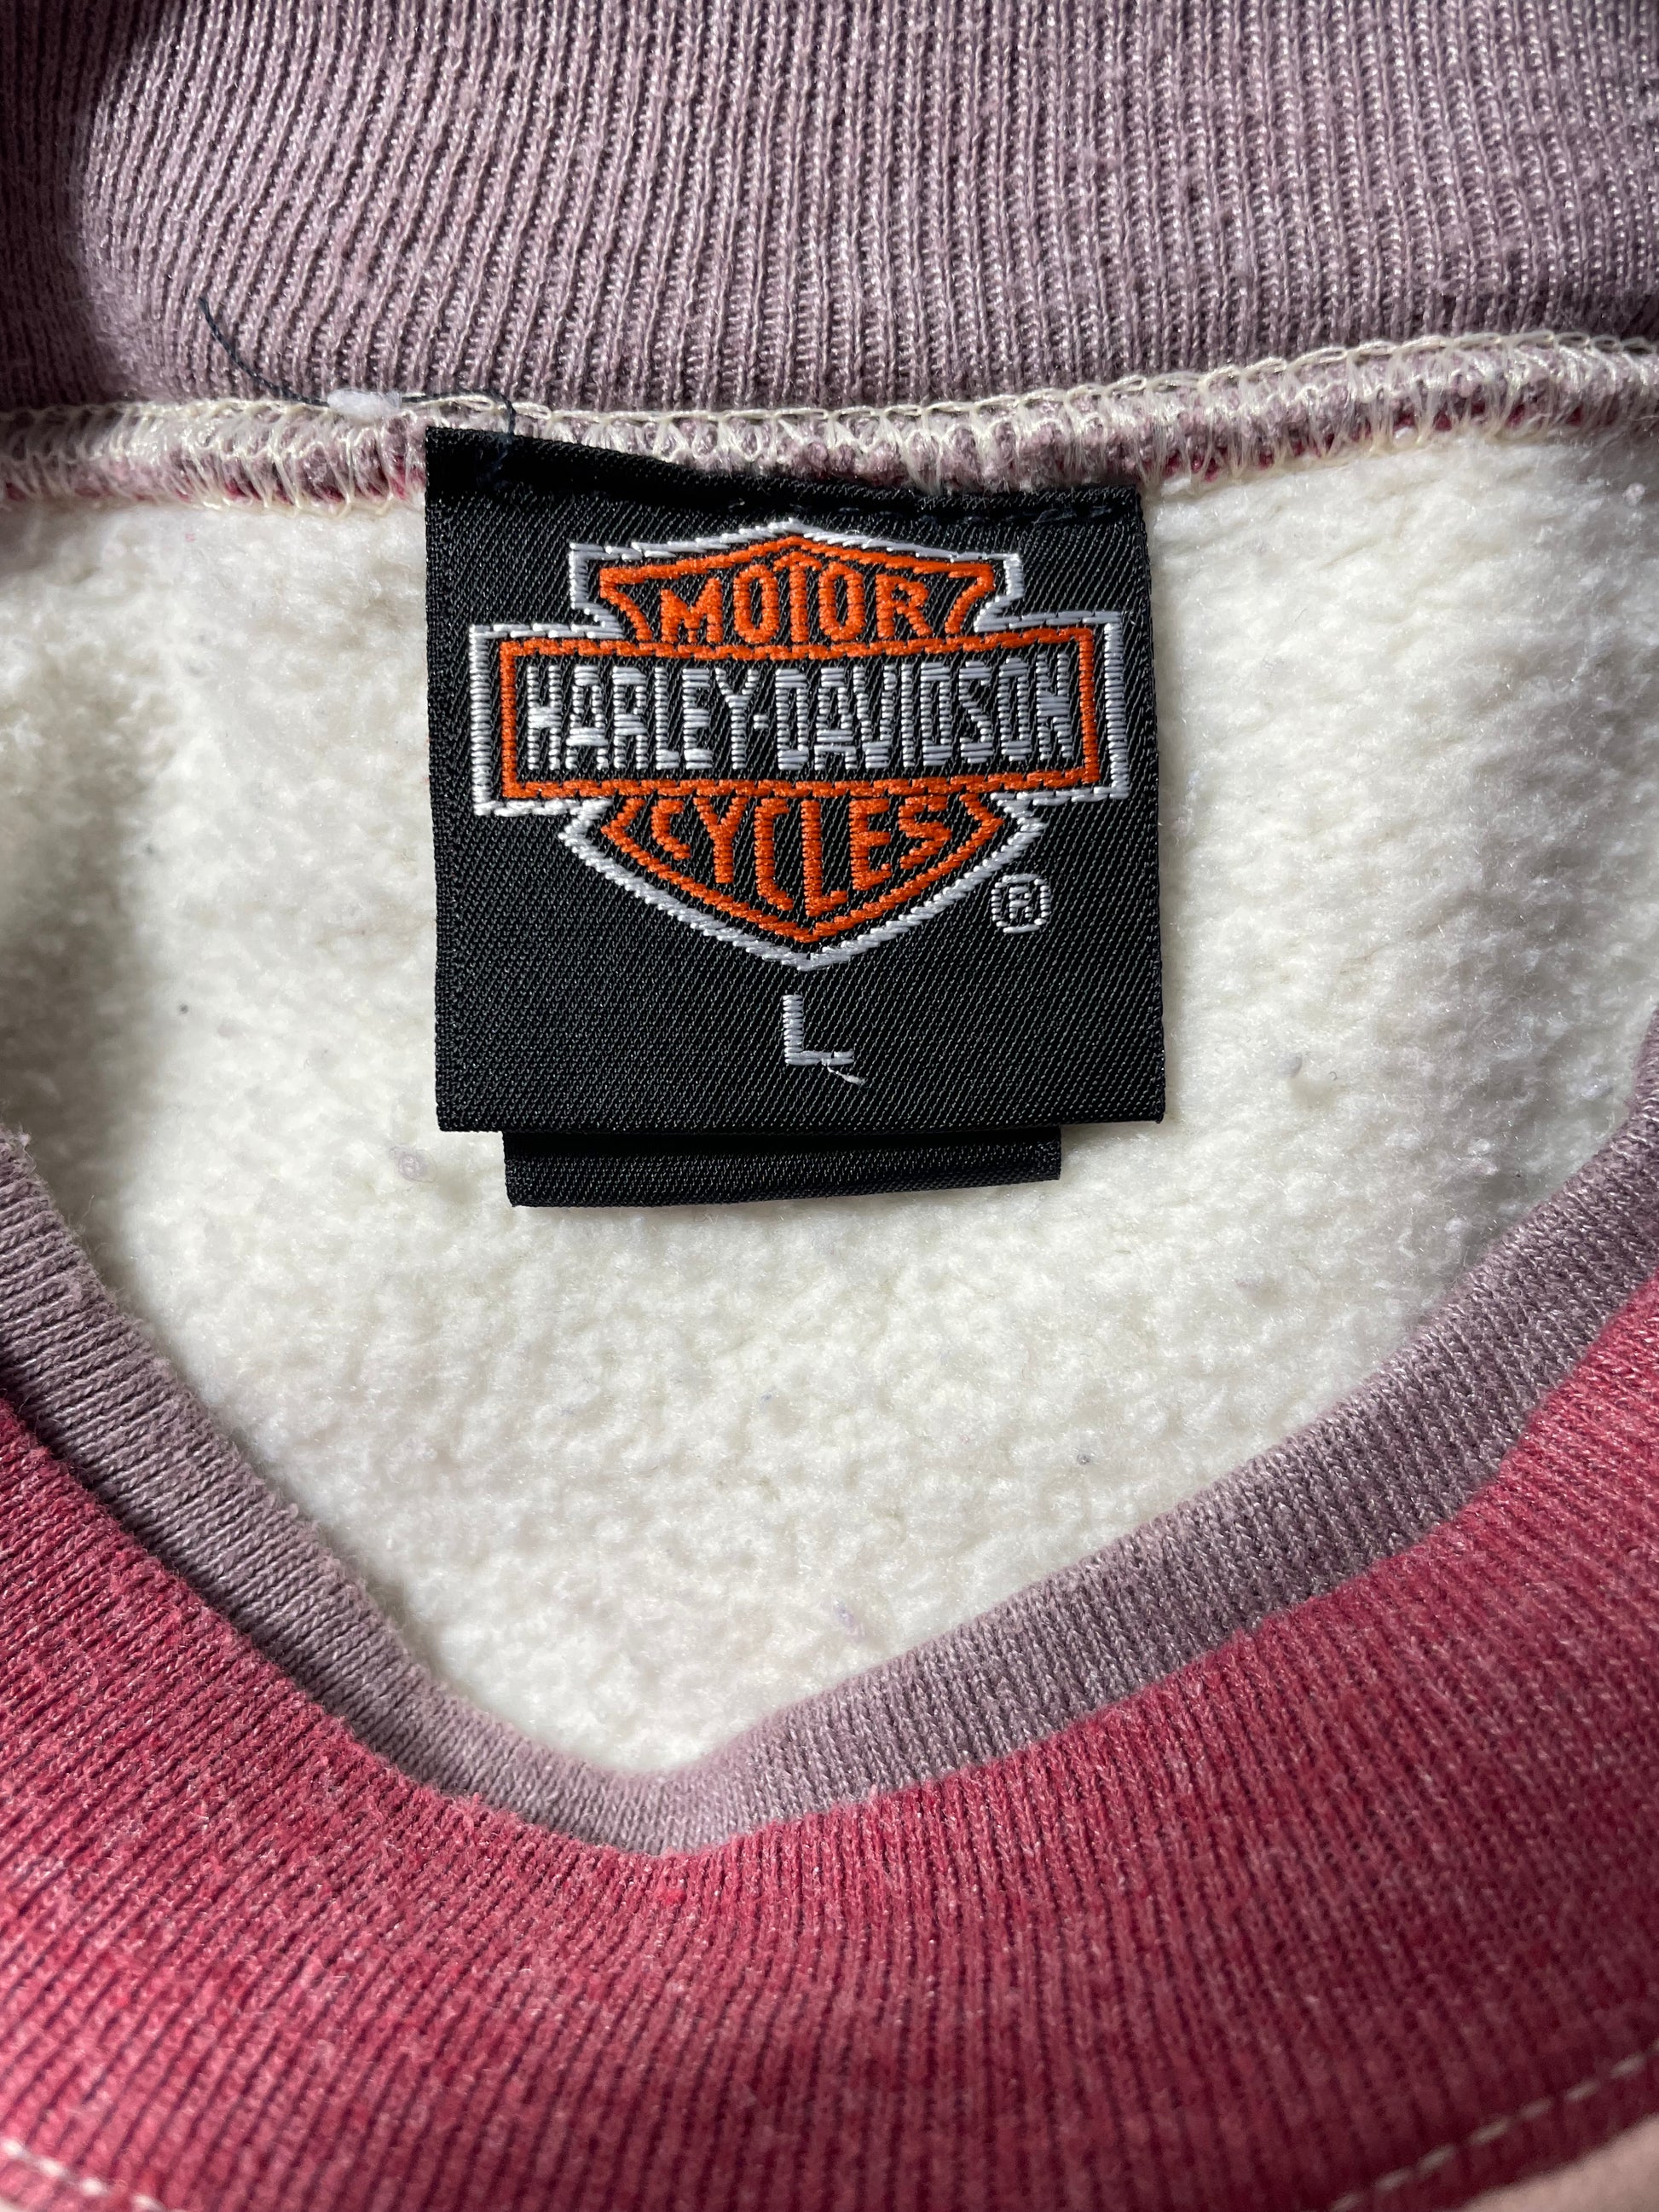 MOTOR
HARLEY-DAVIDSON
CYCLES
®
L